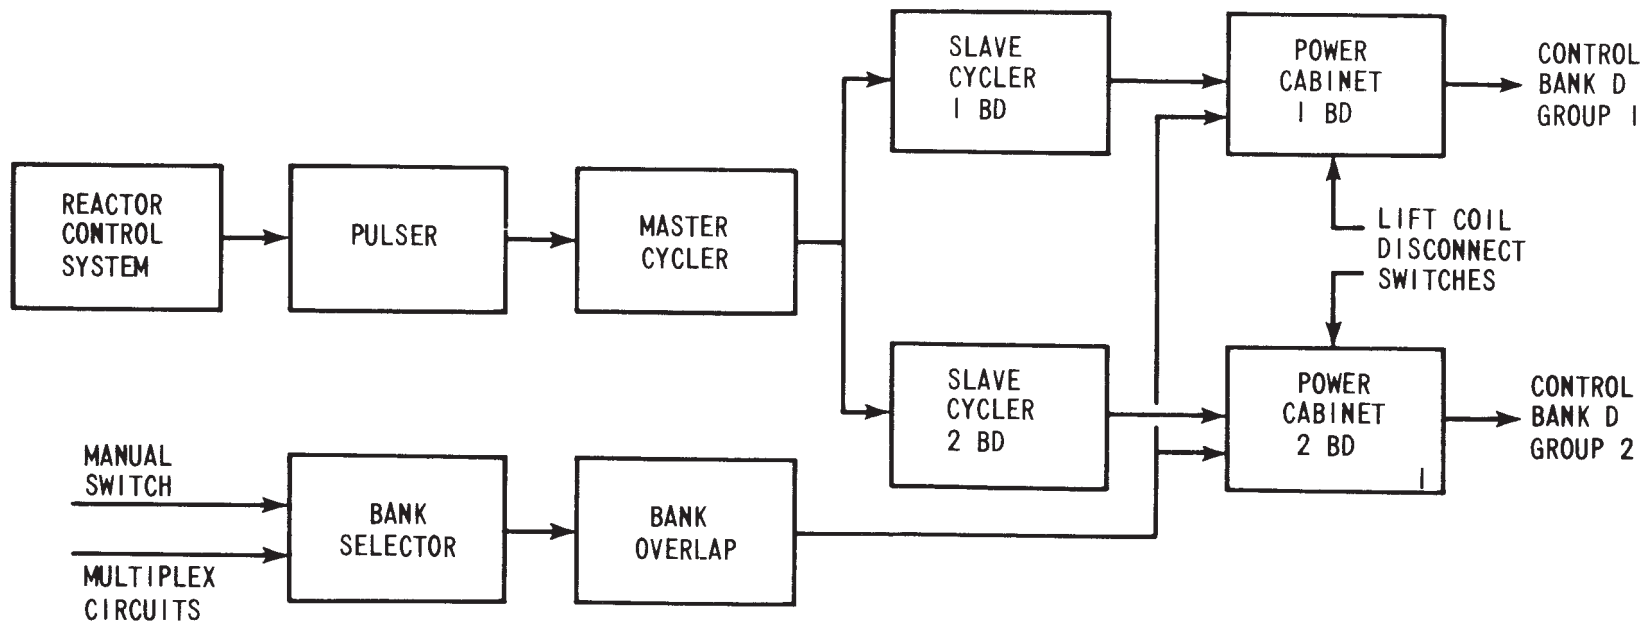 REACTOR
CONTROL
SYSTEM
PULSER
MASTER
CYCLER
SLAVE
CYCLER
1 BD
POWER
CABINET
1 BD
CONTROL
BANK D
GROUP 1
LIFT COIL
DISCONNECT
SWITCHES
SLAVE
CYCLER
2 BD
POWER
CABINET
2 BD
1
CONTROL
BANK D
GROUP 2
MANUAL
SWITCH
MULTIPLEX
CIRCUITS
BANK
SELECTOR
BANK
OVERLAP